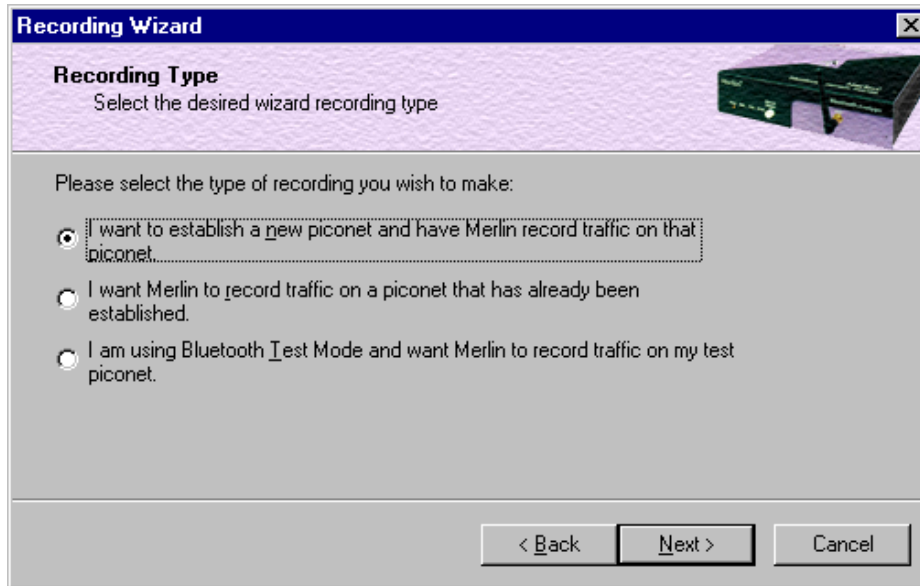 Recording Wizard
Recording Type
Select the desired wizard recording type
Please select the type of recording you wish to make:
I want to establish a new piconet and have Merlin record traffic on that
piconet.
I want Merlin to record traffic on a piconet that has already been
established.
I am using Bluetooth Test Mode and want Merlin to record traffic on my test
piconet.
< Back
Next >
Cancel